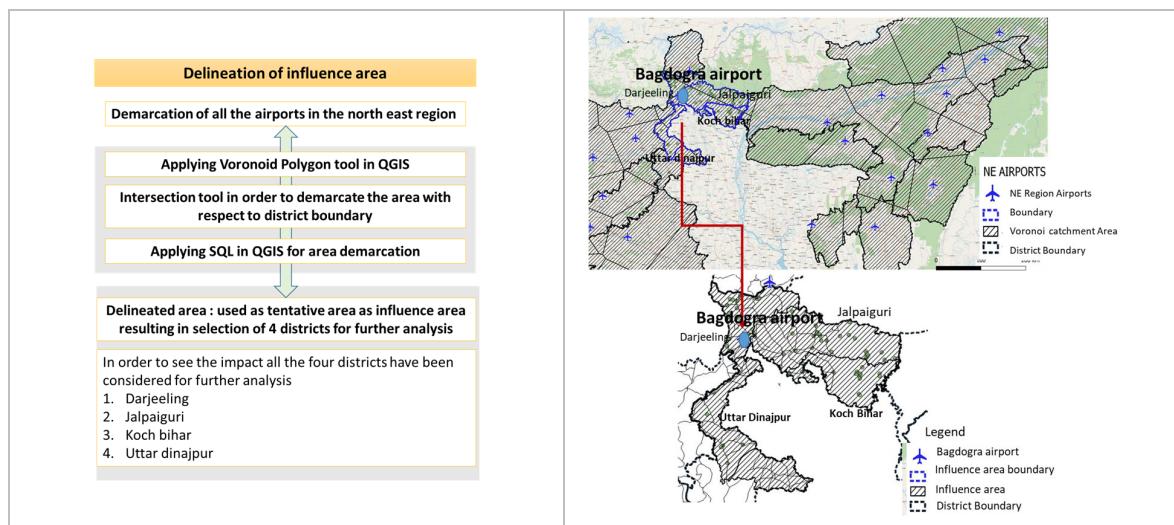 Delineation of influence area
Demarcation of all the airports in the north east region
Applying Voronoid Polygon tool in QGIS
Intersection tool in order to demarcate the area with
respect to district boundary
Applying SQL in QGIS for area demarcation
Delineated area : used as tentative area as influence area
resulting in selection of 4 districts for further analysis
In order to see the impact all the four districts have been
considered for further analysis
1. Darjeeling
2. Jalpaiguri
3. Koch bihar
4. Uttar dinajpur
Bagdogra airport
Darjeeling
Jalpaiguri
Koch bihar
Uttar dinajpur
NE AIRPORTS
NE Region Airports
Boundary
Voronoi catchment Area
District Boundary
Bagdogra airport
Jalpaiguri
Darjeeling
Koch Bihar
Uttar Dinajpur
Legend
Bagdogra airport
Influence area boundary
Influence area
District Boundary